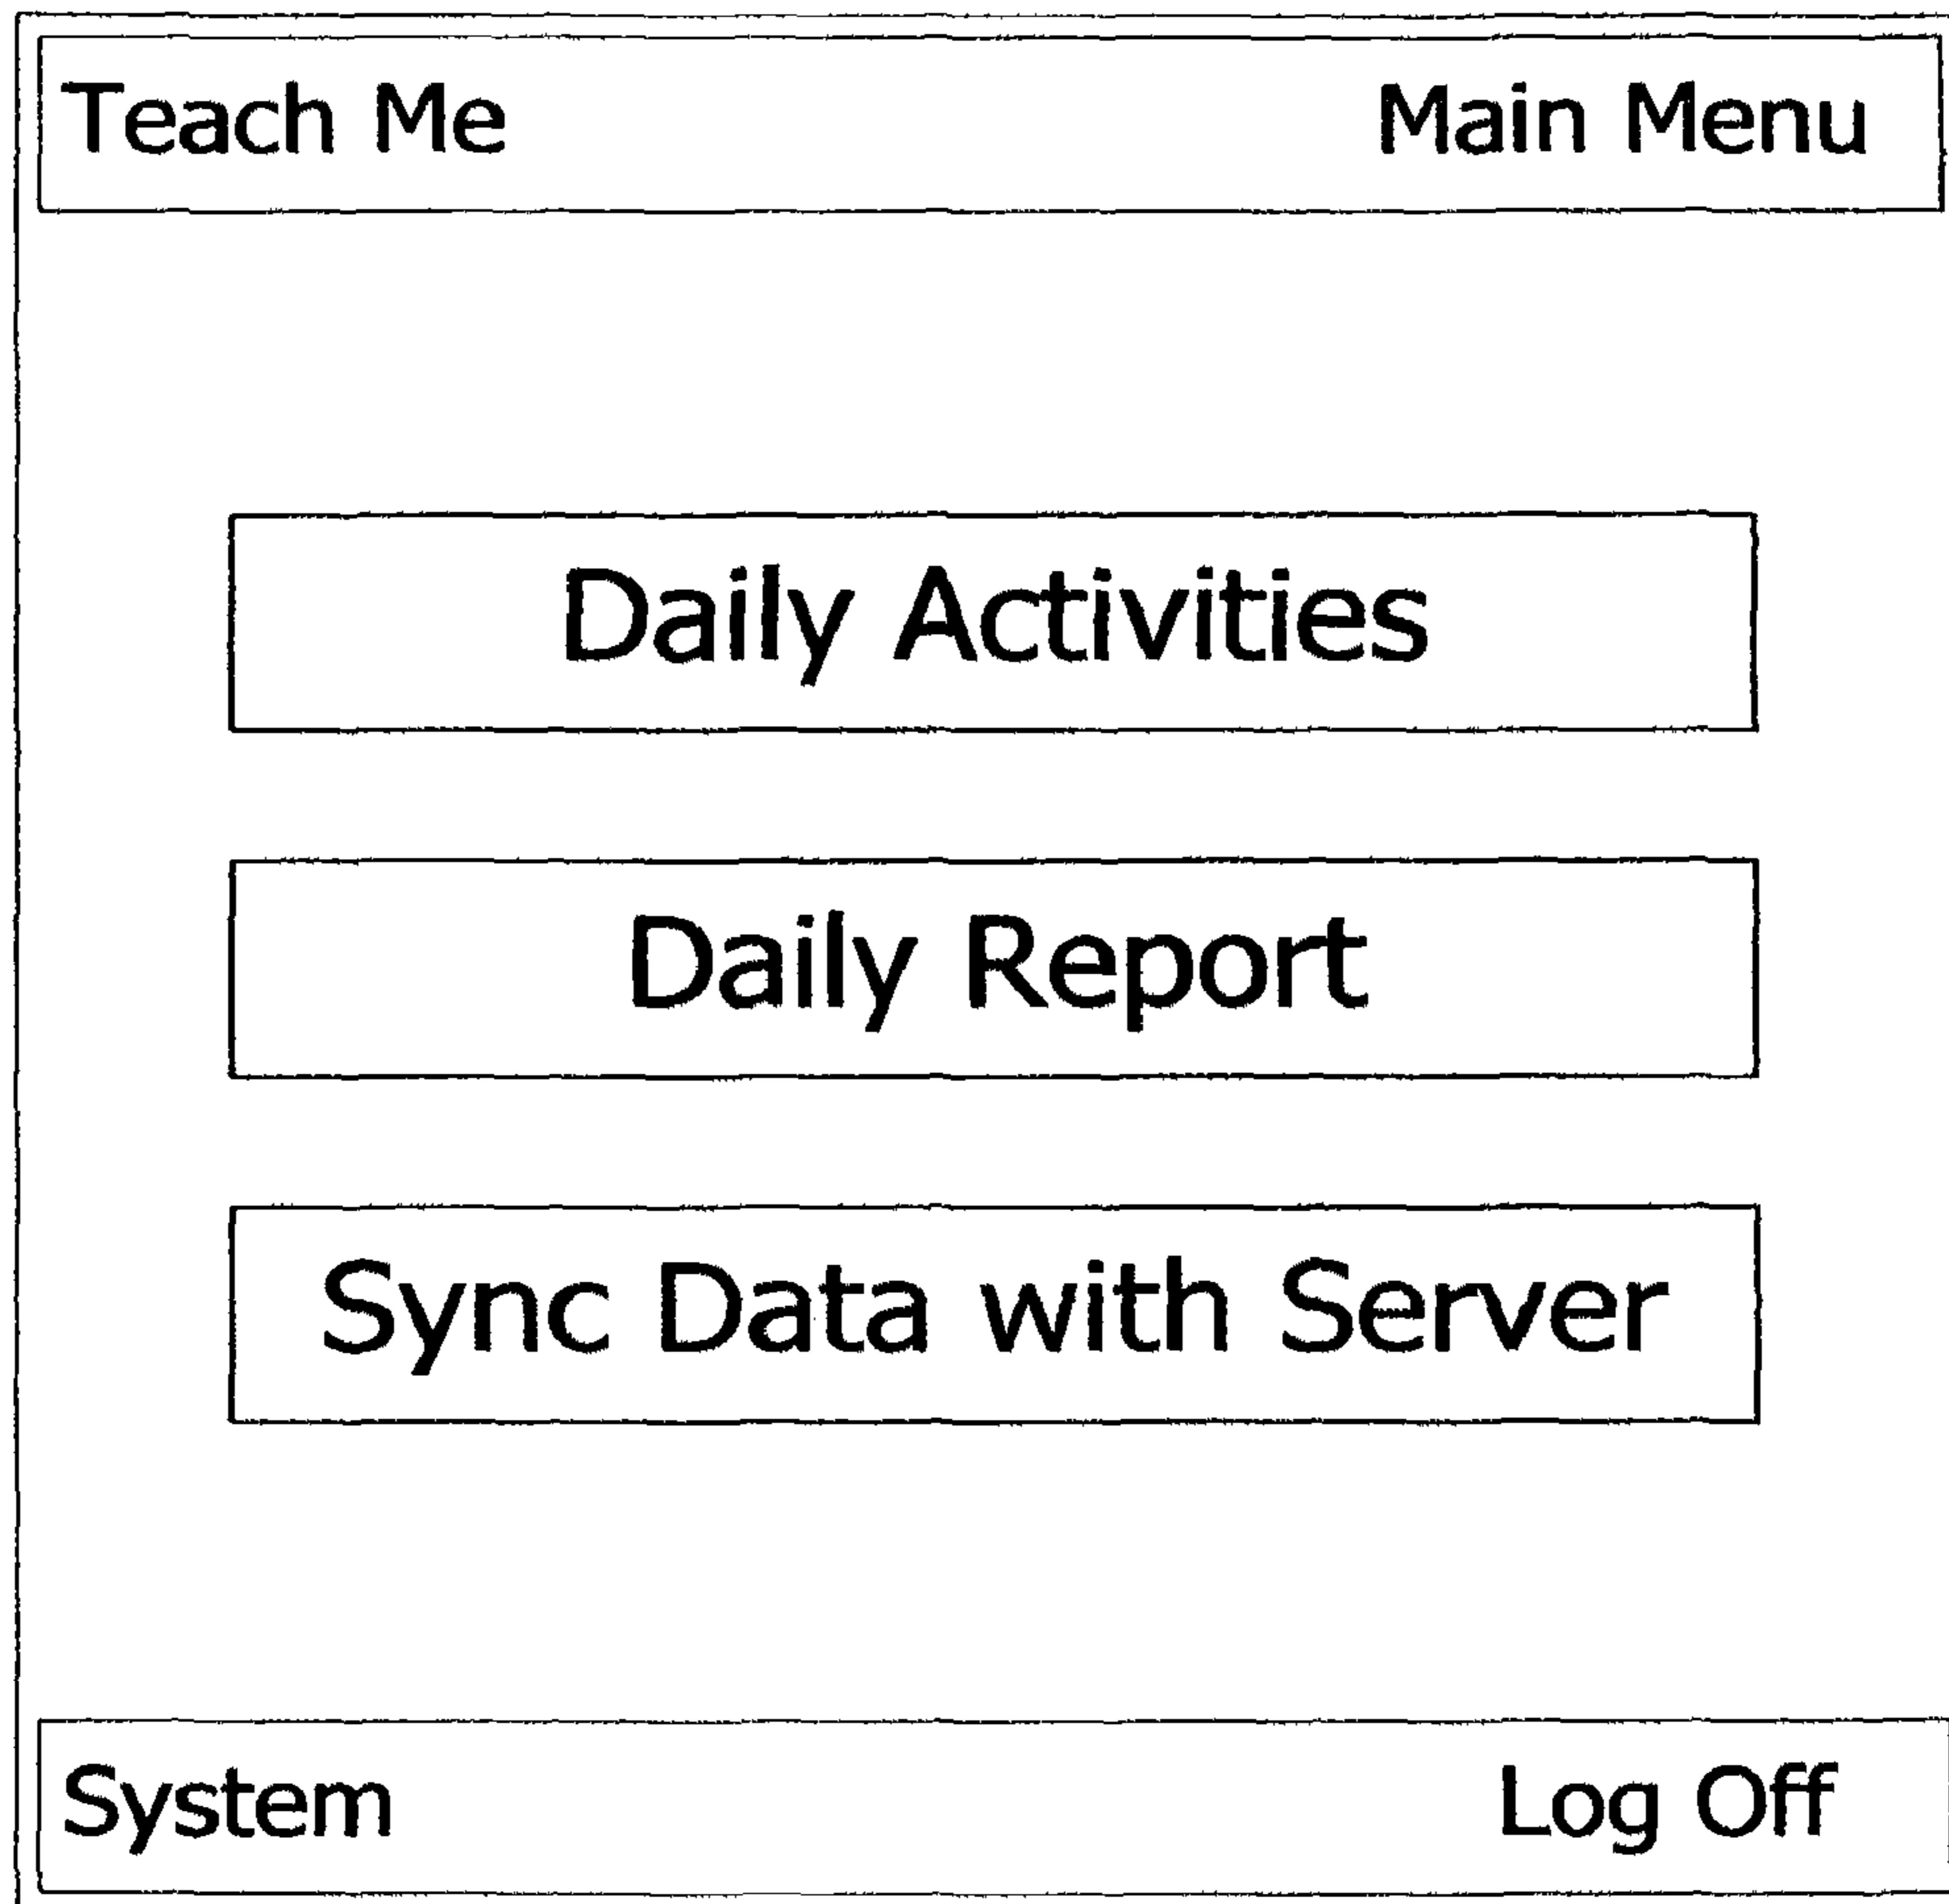 Teach Me Main Menu
Daily Activities
Daily Report
Sync Data with Server
System Log Off